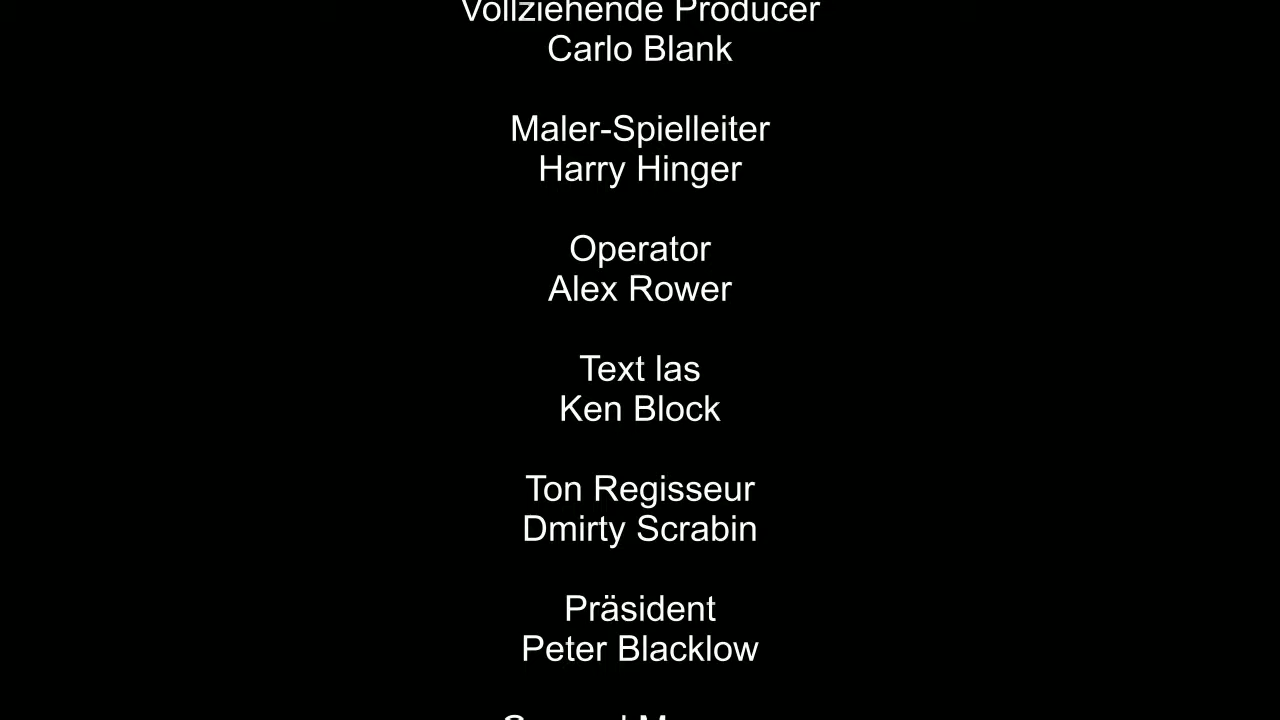 Vollziehende Producer
Carlo Blank
Maler-Spielleiter
Harry Hinger
Operator
Alex Rower
Text las
Ken Block
Ton Regisseur
Dmirty Scrabin
Präsident
Peter Blacklow